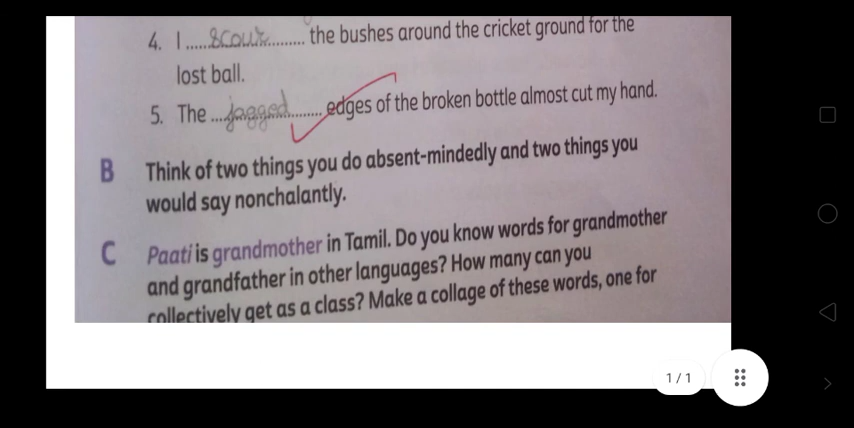 4. I .....scour......... the bushes around the cricket ground for the
lost ball.
5. The ...jagged........ edges of the broken bottle almost cut my hand.
B Think of two things you do absent-mindedly and two things you
would say nonchalantly.
C Paati is grandmother in Tamil. Do you know words for grandmother
and grandfather in other languages? How many can you
collectively get as a class? Make a collage of these words, one for
1 / 1